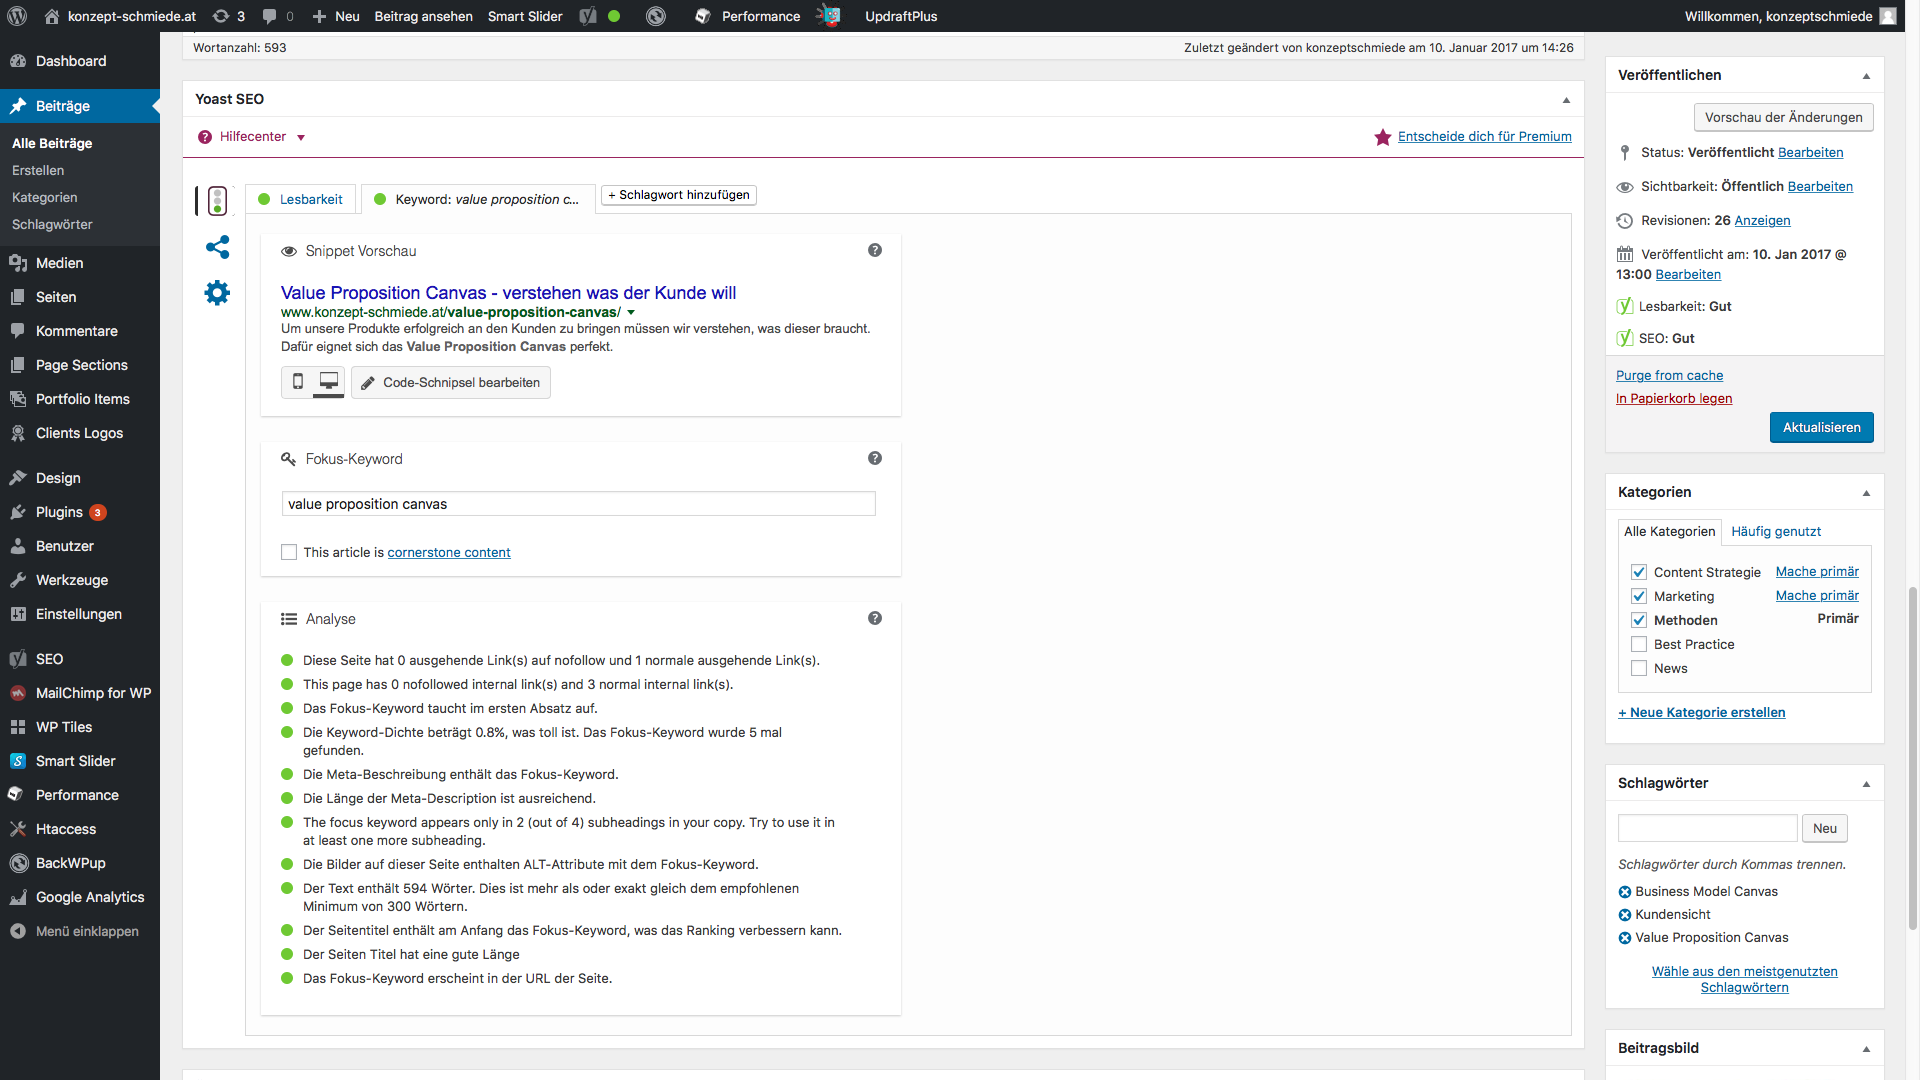 konzept-schmiede.at
3
0
Neu
Beitrag ansehen
Smart Slider
Performance
UpdraftPlus
Willkommen, konzeptschmiede
Dashboard
Beiträge
Alle Beiträge
Erstellen
Kategorien
Schlagwörter
Medien
Seiten
Kommentare
Page Sections
Portfolio Items
Clients Logos
Design
Plugins 3
Benutzer
Werkzeuge
Einstellungen
SEO
MailChimp for WP
WP Tiles
Smart Slider
Performance
Htaccess
BackWPup
Google Analytics
Menü einklappen
Wortanzahl: 593
Zuletzt geändert von konzeptschmiede am 10. Januar 2017 um 14:26
Yoast SEO
Hilfecenter
Entscheide dich für Premium
Lesbarkeit
Keyword: value proposition c...
+ Schlagwort hinzufügen
Snippet Vorschau
Value Proposition Canvas - verstehen was der Kunde will
www.konzept-schmiede.at/value-proposition-canvas/
Um unsere Produkte erfolgreich an den Kunden zu bringen müssen wir verstehen, was dieser braucht.
Dafür eignet sich das Value Proposition Canvas perfekt.
Code-Schnipsel bearbeiten
Fokus-Keyword
value proposition canvas
This article is cornerstone content
Analyse
Diese Seite hat 0 ausgehende Link(s) auf nofollow und 1 normale ausgehende Link(s).
This page has 0 nofollowed internal link(s) and 3 normal internal link(s).
Das Fokus-Keyword taucht im ersten Absatz auf.
Die Keyword-Dichte beträgt 0.8%, was toll ist. Das Fokus-Keyword wurde 5 mal
gefunden.
Die Meta-Beschreibung enthält das Fokus-Keyword.
Die Länge der Meta-Description ist ausreichend.
The focus keyword appears only in 2 (out of 4) subheadings in your copy. Try to use it in
at least one more subheading.
Die Bilder auf dieser Seite enthalten ALT-Attribute mit dem Fokus-Keyword.
Der Text enthält 594 Wörter. Dies ist mehr als oder exakt gleich dem empfohlenen
Minimum von 300 Wörtern.
Der Seitentitel enthält am Anfang das Fokus-Keyword, was das Ranking verbessern kann.
Der Seiten Titel hat eine gute Länge
Das Fokus-Keyword erscheint in der URL der Seite.
Veröffentlichen
Vorschau der Änderungen
Status: Veröffentlicht Bearbeiten
Sichtbarkeit: Öffentlich Bearbeiten
Revisionen: 26 Anzeigen
Veröffentlicht am: 10. Jan 2017 @
13:00 Bearbeiten
Lesbarkeit: Gut
SEO: Gut
Purge from cache
In Papierkorb legen
Aktualisieren
Kategorien
Alle Kategorien
Häufig genutzt
Content Strategie Mache primär
Marketing Mache primär
Methoden Primär
Best Practice
News
+ Neue Kategorie erstellen
Schlagwörter
Neu
Schlagwörter durch Kommas trennen.
Business Model Canvas
Kundensicht
Value Proposition Canvas
Wähle aus den meistgenutzten
Schlagwörtern
Beitragsbild